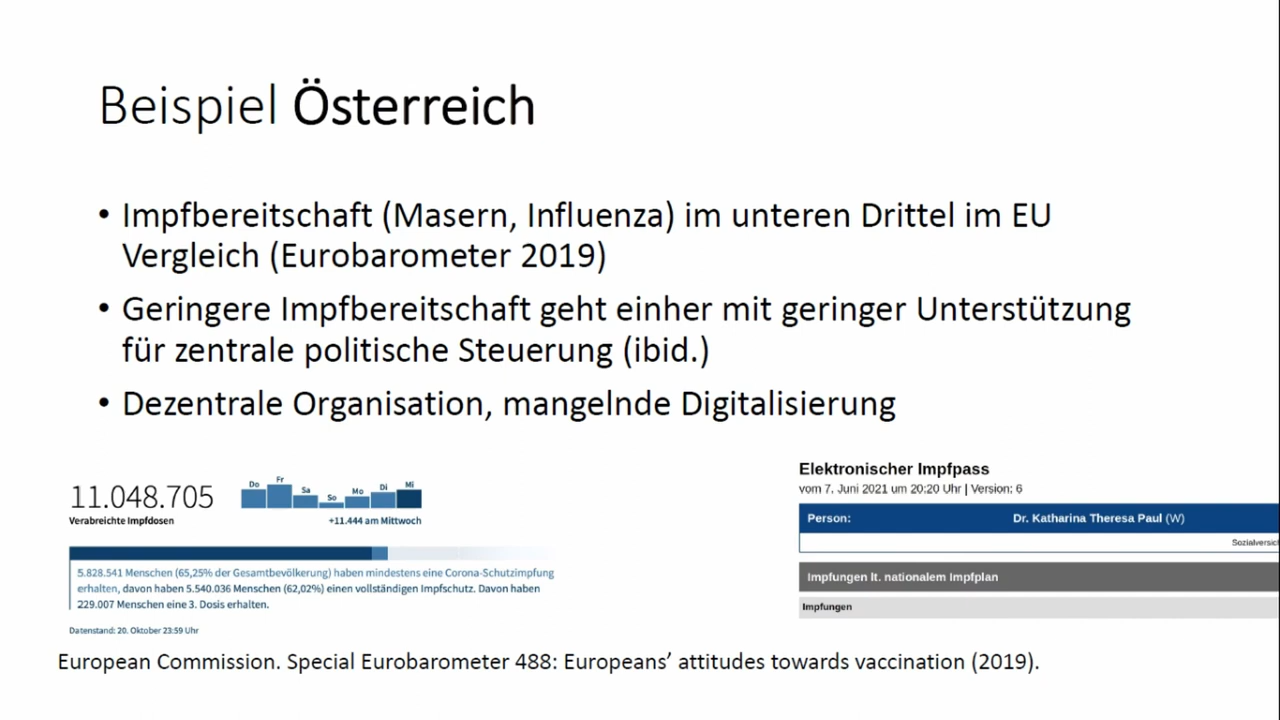 Beispiel Österreich
• Impfbereitschaft (Masern, Influenza) im unteren Drittel im EU
Vergleich (Eurobarometer 2019)
• Geringere Impfbereitschaft geht einher mit geringer Unterstützung
für zentrale politische Steuerung (ibid.)
• Dezentrale Organisation, mangelnde Digitalisierung
11.048.705
Verabreichte Impfdosen
Do Fr Sa So Mo Di Mi
+11.444 am Mittwoch
5.828.541 Menschen (65,25% der Gesamtbevölkerung) haben mindestens eine Corona-Schutzimpfung
erhalten, davon haben 5.540.036 Menschen (62,02%) einen vollständigen Impfschutz. Davon haben
229.007 Menschen eine 3. Dosis erhalten.
Datenstand: 20. Oktober 23:59 Uhr
Elektronischer Impfpass
vom 7. Juni 2021 um 20:20 Uhr | Version: 6
Person: Dr. Katharina Theresa Paul (W)
Sozialversich
Impfungen lt. nationalem Impfplan
Impfungen
European Commission. Special Eurobarometer 488: Europeans’ attitudes towards vaccination (2019).